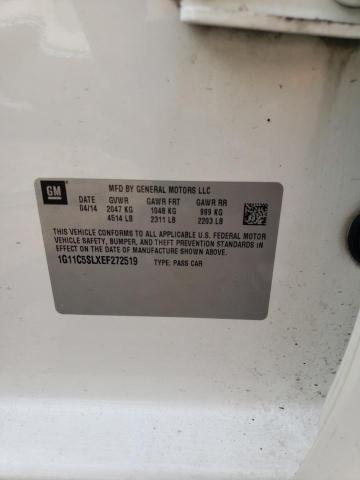 GM
MFD BY GENERAL MOTORS LLC
DATE GVWR GAWR FRT GAWR RR
04/14 2047 KG 1048 KG 999 KG
4514 LB 2311 LB 2203 LB
THIS VEHICLE CONFORMS TO ALL APPLICABLE U.S. FEDERAL MOTOR
VEHICLE SAFETY, BUMPER, AND THEFT PREVENTION STANDARDS IN
EFFECT ON THE DATE OF MANUFACTURE SHOWN ABOVE.
1G11C5SLXEF272519 TYPE: PASS CAR